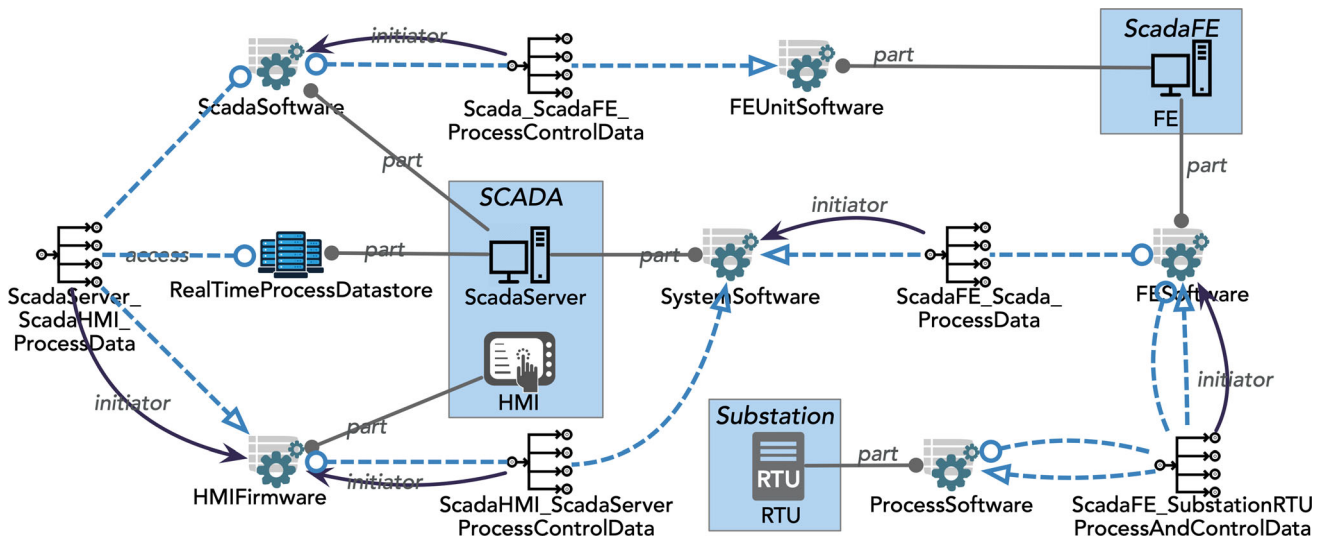 ScadaFE
initiator
part
ScadaSoftware
Scada_ScadaFE_
ProcessControlData
FEUnitSoftware
FE
part
part
SCADA
initiator
access
part
part
ScadaServer_
ScadaHMI_
ProcessData
RealTimeProcessDatastore
ScadaServer
SystemSoftware
ScadaFE_Scada_
ProcessData
FESoftware
initiator
initiator
HMI
part
Substation
part
RTU
initiator
HMIFirmware
ScadaHMI_ScadaServer
ProcessControlData
RTU
ProcessSoftware
ScadaFE_SubstationRTU
ProcessAndControlData